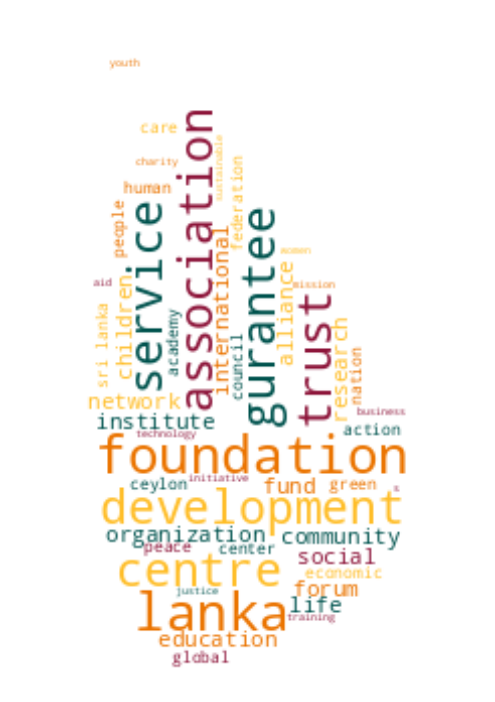 youth
care
charity
sustainable
human
association
federation
people
service
gurantee
international
women
aid
mission
children
alliance
sri lanka
academy
trust
council
research
nation
network
business
institute
action
technology
foundation
initiative
ceylon
fund
green
s
development
organization
community
peace
center
social
centre
economic
justice
forum
lanka
life
training
education
global